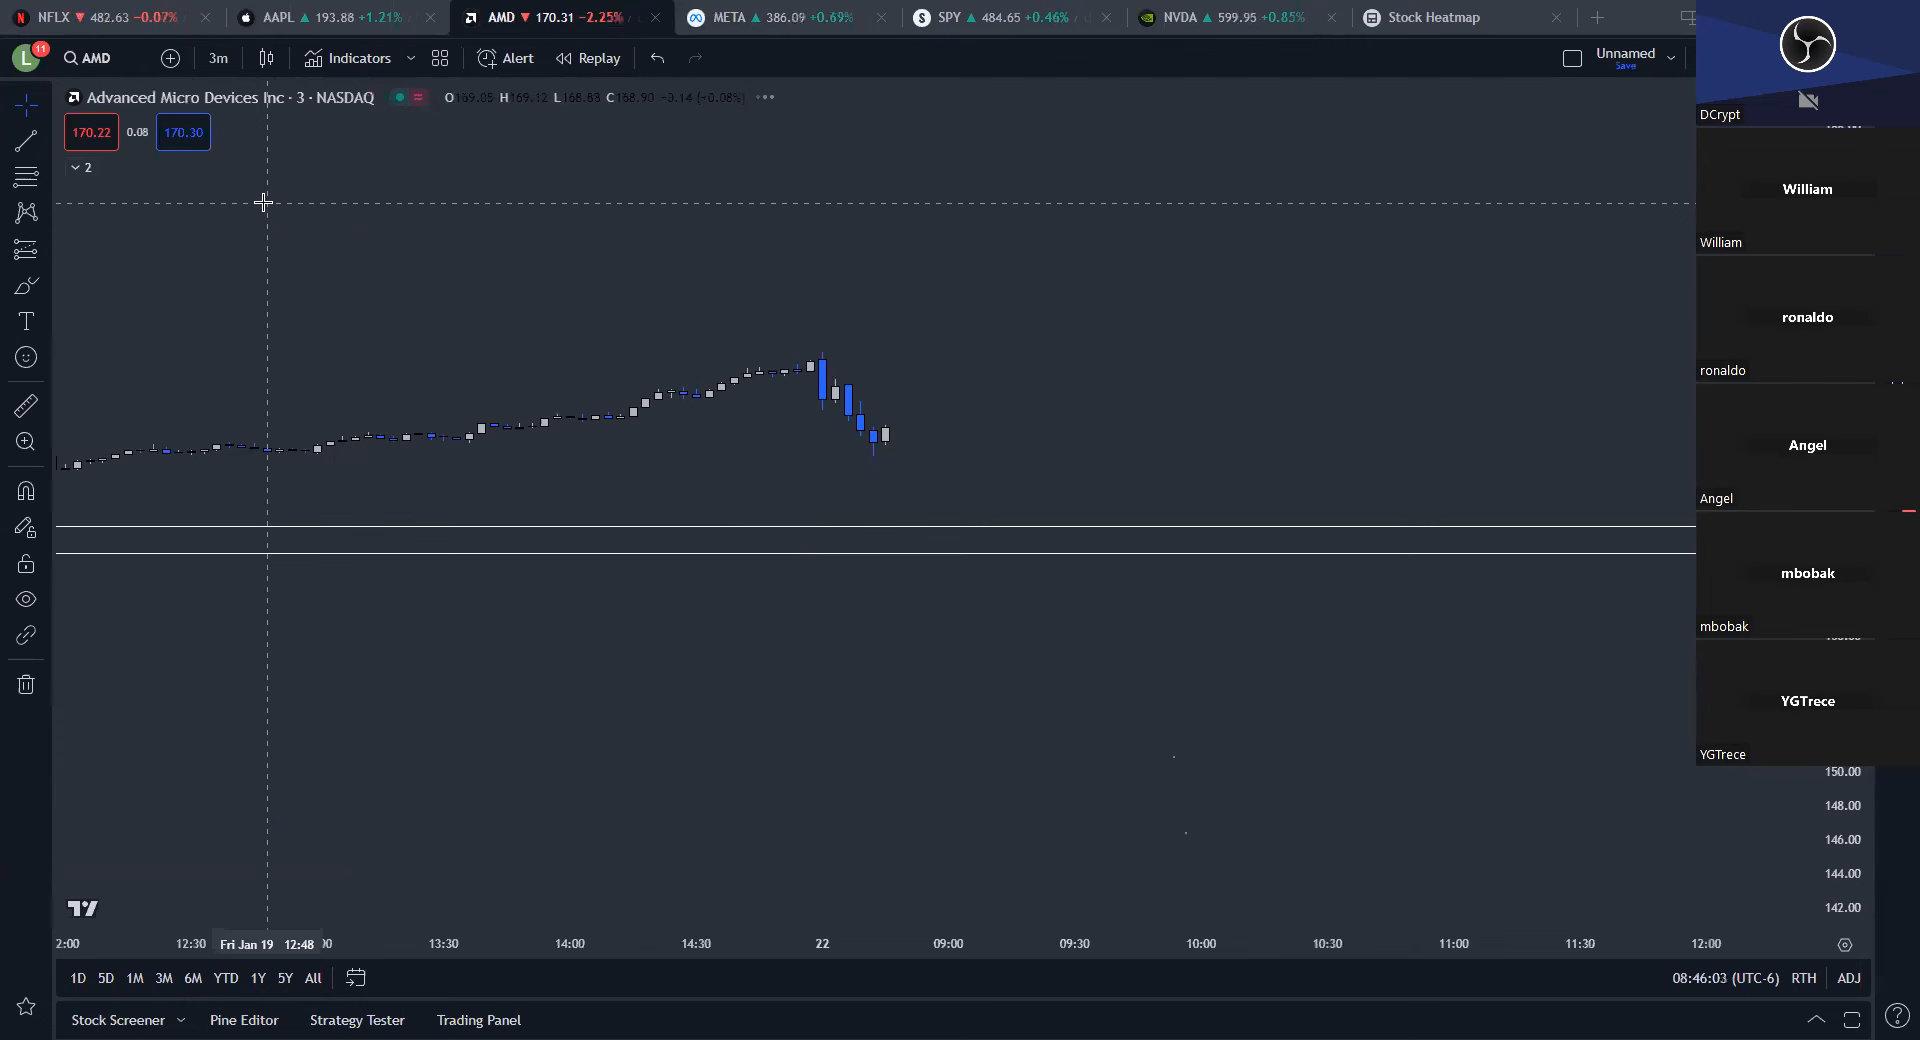 NFLX ▼ 482.63 −0.07%
AAPL ▲ 193.88 +1.21%
AMD ▼ 170.31 −2.25%
META ▲ 386.09 +0.69%
SPY ▲ 484.65 +0.46%
NVDA ▲ 599.95 +0.85%
Stock Heatmap
L 11
AMD
3m
Indicators
Alert
Replay
Unnamed
Save
Advanced Micro Devices Inc · 3 · NASDAQ
170.22 0.08 170.30
2
DCrypt
William
William
ronaldo
ronaldo
Angel
Angel
mbobak
mbobak
YGTrece
YGTrece
150.00
148.00
146.00
144.00
142.00
2:00 12:30 Fri Jan 19 12:48 13:30 14:00 14:30 22 09:00 09:30 10:00 10:30 11:00 11:30 12:00
1D 5D 1M 3M 6M YTD 1Y 5Y All
08:46:03 (UTC-6) RTH ADJ
Stock Screener Pine Editor Strategy Tester Trading Panel